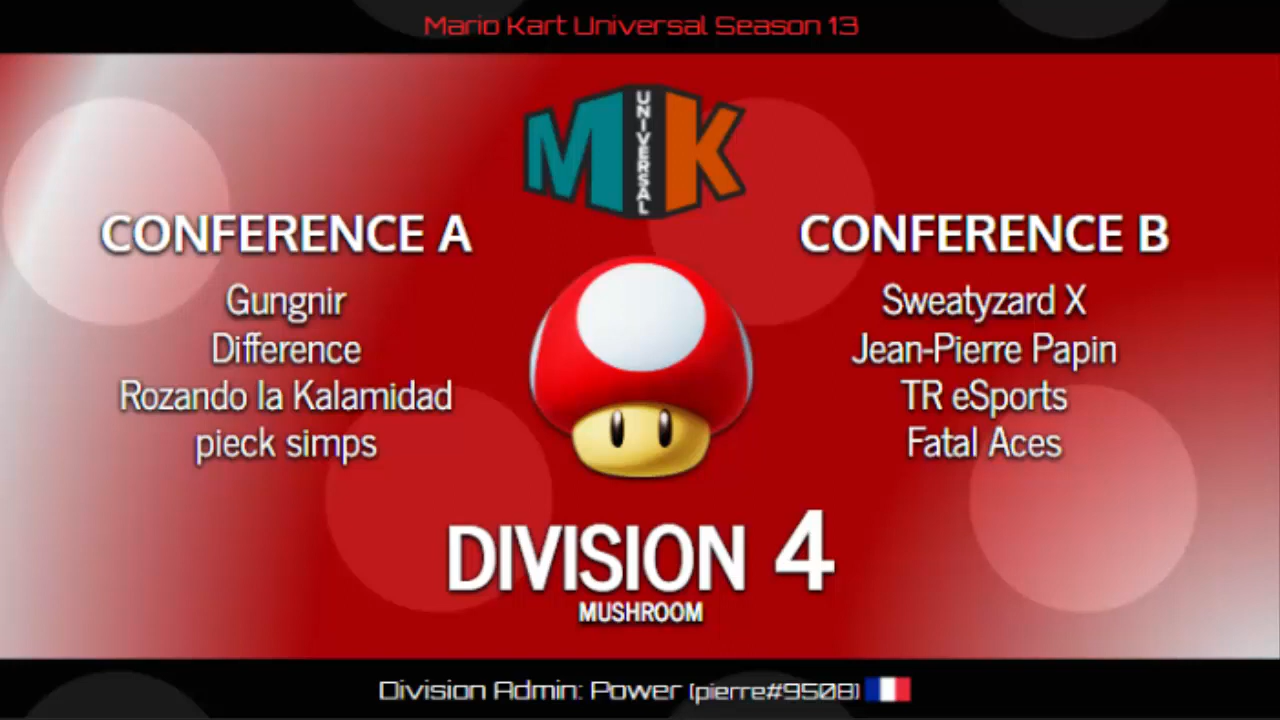 Mario Kart Universal Season 13
MK
UNIVERSAL
CONFERENCE A
Gungnir
Difference
Rozando la Kalamidad
pieck simps
CONFERENCE B
Sweatyzard X
Jean-Pierre Papin
TR eSports
Fatal Aces
DIVISION 4
MUSHROOM
Division Admin: Power (pierre#9508)